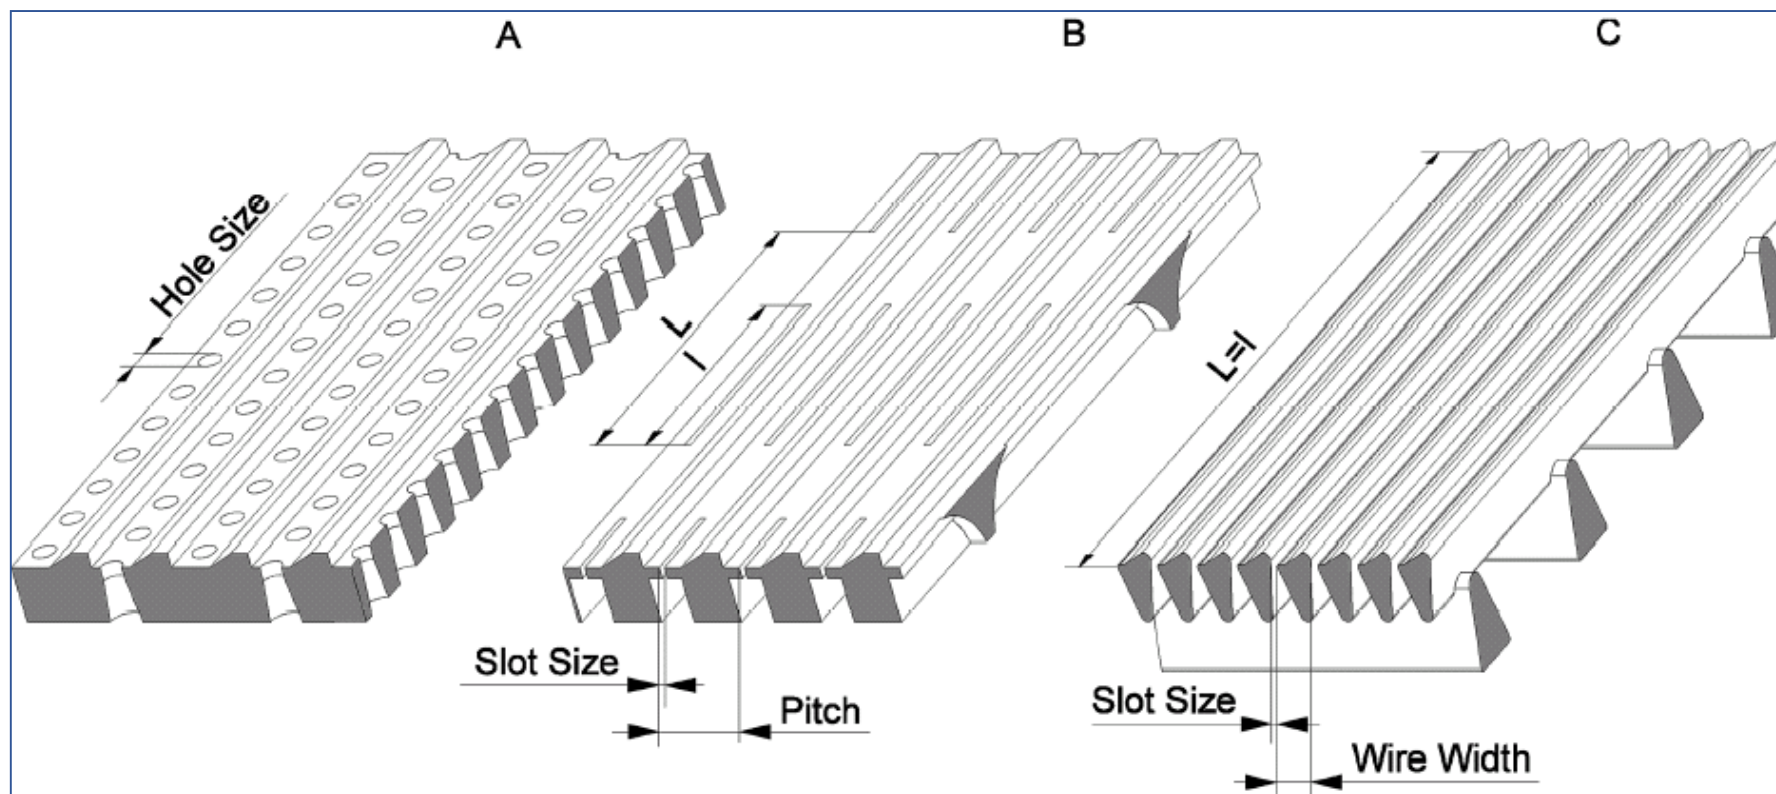 A
B
C
Hole Size
L
l
L=l
Slot Size
Pitch
Slot Size
Wire Width